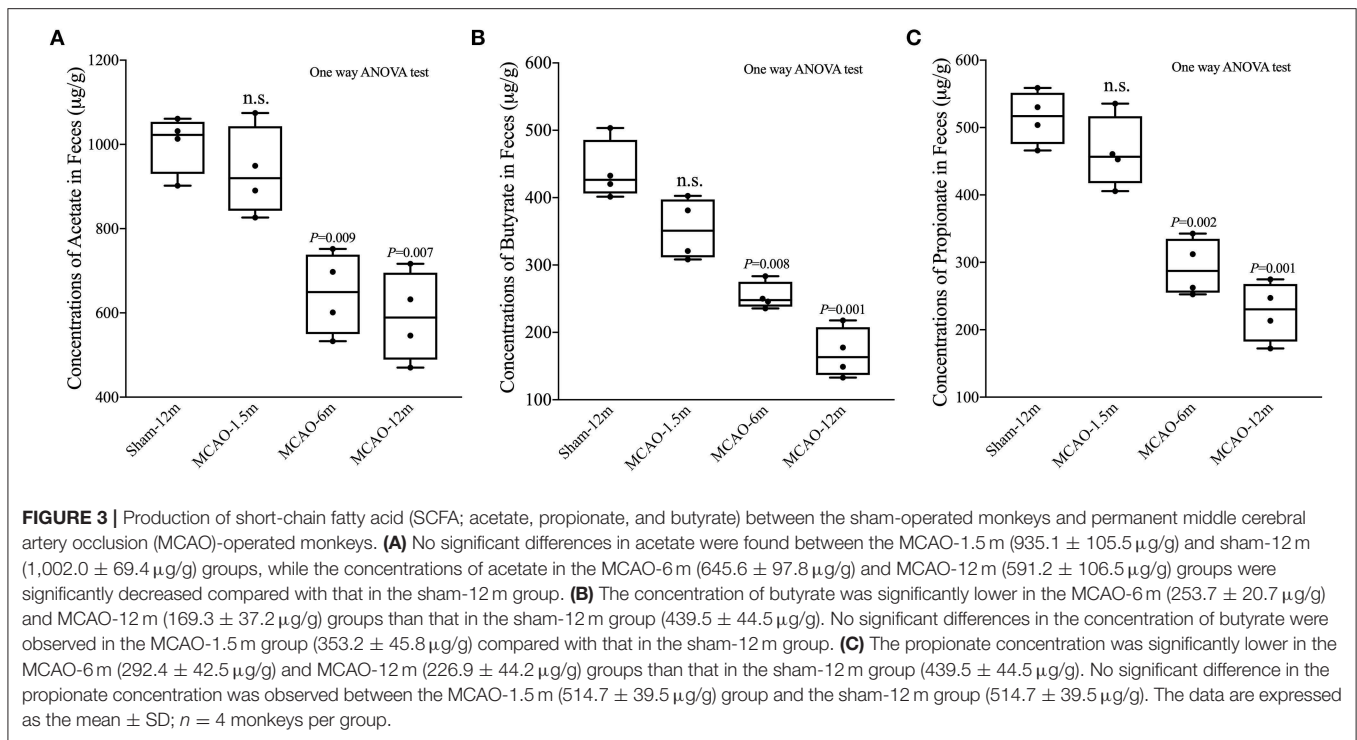 A
Concentrations of Acetate in Feces (μg/g)
1200
1000
800
600
400
One way ANOVA test
n.s.
P=0.009
P=0.007
Sham-12m
MCAO-1.5m
MCAO-6m
MCAO-12m
B
Concentrations of Butyrate in Feces (μg/g)
600
500
400
300
200
100
One way ANOVA test
n.s.
P=0.008
P=0.001
Sham-12m
MCAO-1.5m
MCAO-6m
MCAO-12m
C
Concentrations of Propionate in Feces (μg/g)
600
500
400
300
200
100
One way ANOVA test
n.s.
P=0.002
P=0.001
Sham-12m
MCAO-1.5m
MCAO-6m
MCAO-12m
FIGURE 3 | Production of short-chain fatty acid (SCFA; acetate, propionate, and butyrate) between the sham-operated monkeys and permanent middle cerebral
artery occlusion (MCAO)-operated monkeys. (A) No significant differences in acetate were found between the MCAO-1.5 m (935.1 ± 105.5 μg/g) and sham-12 m
(1,002.0 ± 69.4 μg/g) groups, while the concentrations of acetate in the MCAO-6 m (645.6 ± 97.8 μg/g) and MCAO-12 m (591.2 ± 106.5 μg/g) groups were
significantly decreased compared with that in the sham-12 m group. (B) The concentration of butyrate was significantly lower in the MCAO-6 m (253.7 ± 20.7 μg/g)
and MCAO-12 m (169.3 ± 37.2 μg/g) groups than that in the sham-12 m group (439.5 ± 44.5 μg/g). No significant differences in the concentration of butyrate were
observed in the MCAO-1.5 m group (353.2 ± 45.8 μg/g) compared with that in the sham-12 m group. (C) The propionate concentration was significantly lower in the
MCAO-6 m (292.4 ± 42.5 μg/g) and MCAO-12 m (226.9 ± 44.2 μg/g) groups than that in the sham-12 m group (439.5 ± 44.5 μg/g). No significant difference in the
propionate concentration was observed between the MCAO-1.5 m (514.7 ± 39.5 μg/g) group and the sham-12 m group (514.7 ± 39.5 μg/g). The data are expressed
as the mean ± SD; n = 4 monkeys per group.